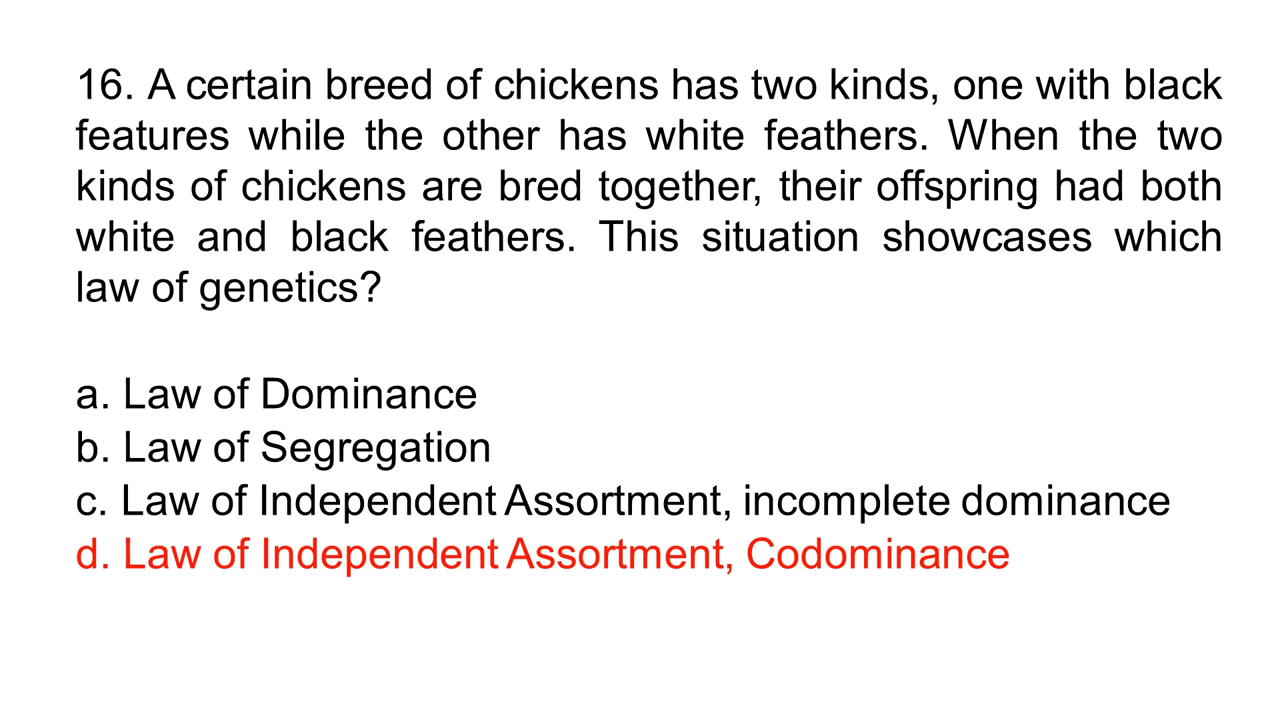 16. A certain breed of chickens has two kinds, one with black
features while the other has white feathers. When the two
kinds of chickens are bred together, their offspring had both
white and black feathers. This situation showcases which
law of genetics?
a. Law of Dominance
b. Law of Segregation
c. Law of Independent Assortment, incomplete dominance
d. Law of Independent Assortment, Codominance